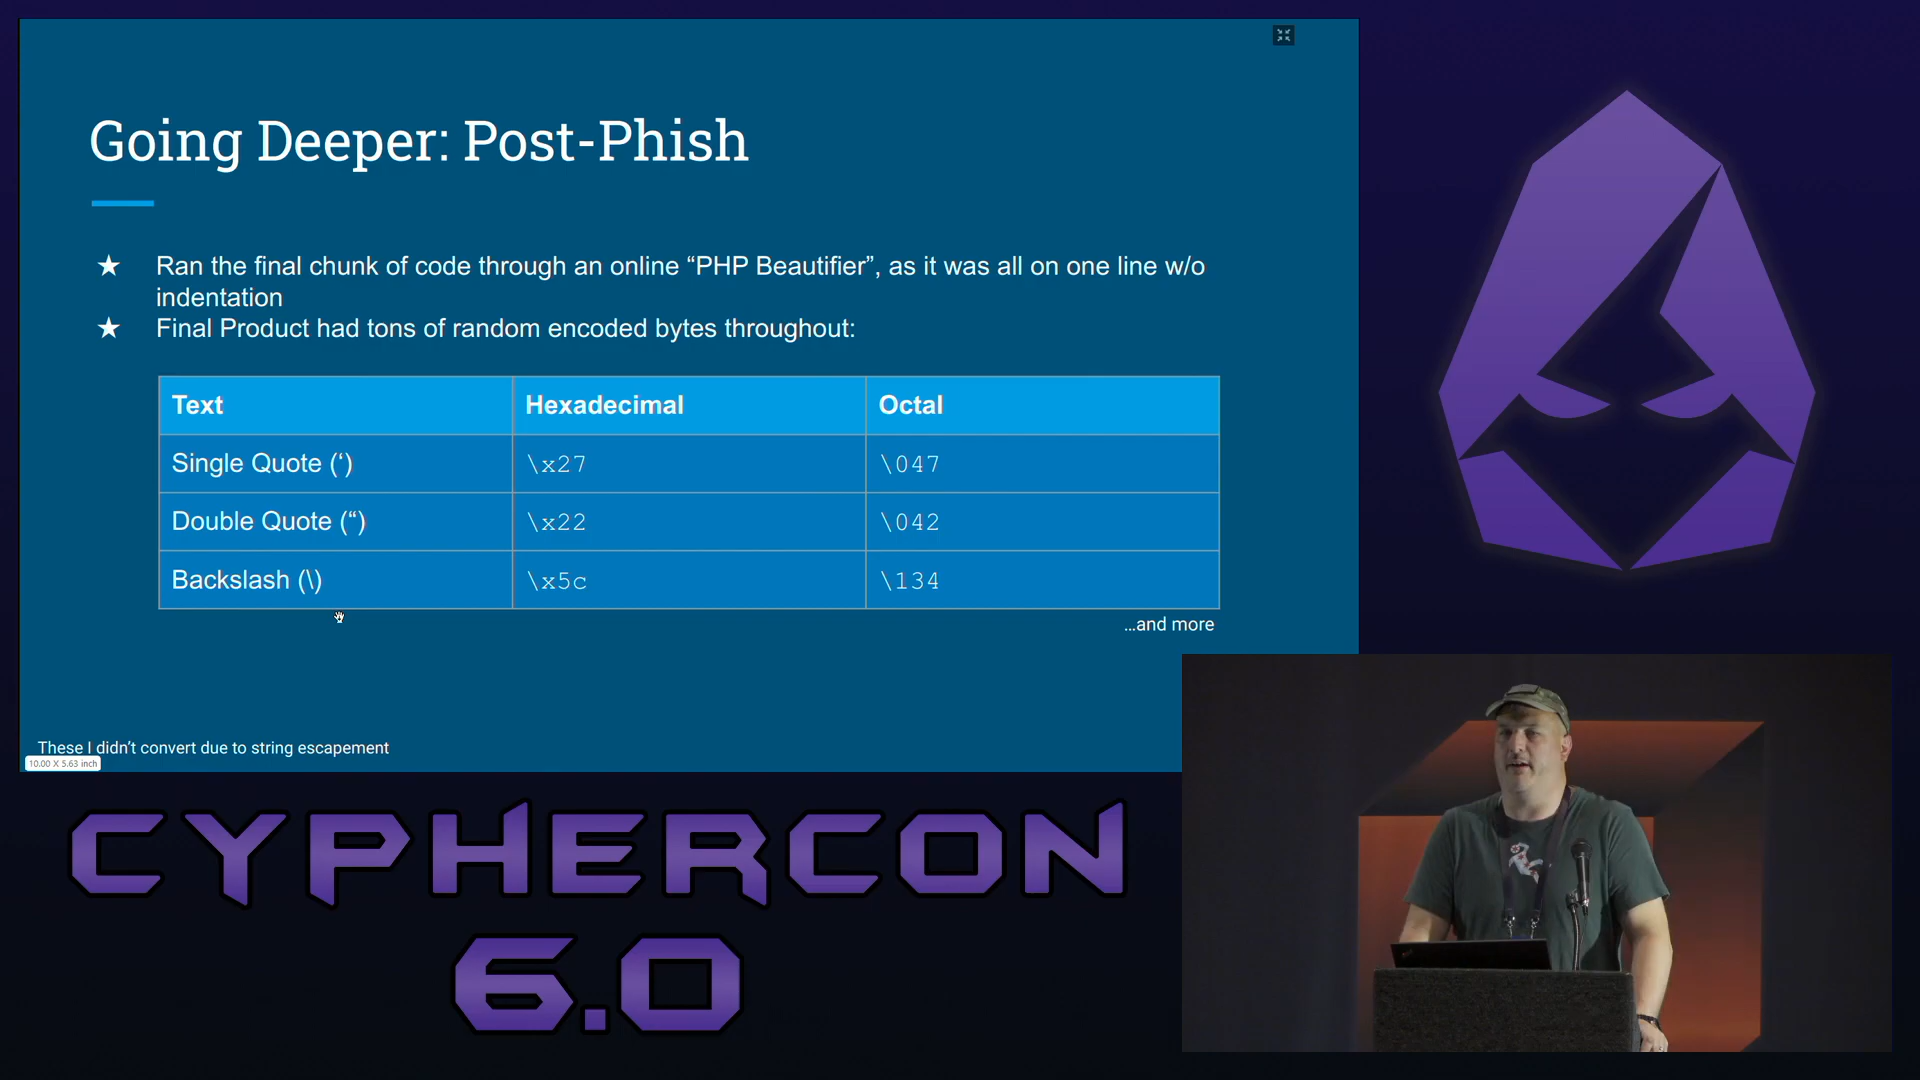 Going Deeper: Post-Phish
★ Ran the final chunk of code through an online “PHP Beautifier”, as it was all on one line w/o
indentation
★ Final Product had tons of random encoded bytes throughout:
Text Hexadecimal Octal
Single Quote (‘) \x27 \047
Double Quote (“) \x22 \042
Backslash (\) \x5c \134
...and more
These I didn’t convert due to string escapement
10.00 X 5.63 inch
CYPHERCON
6.0